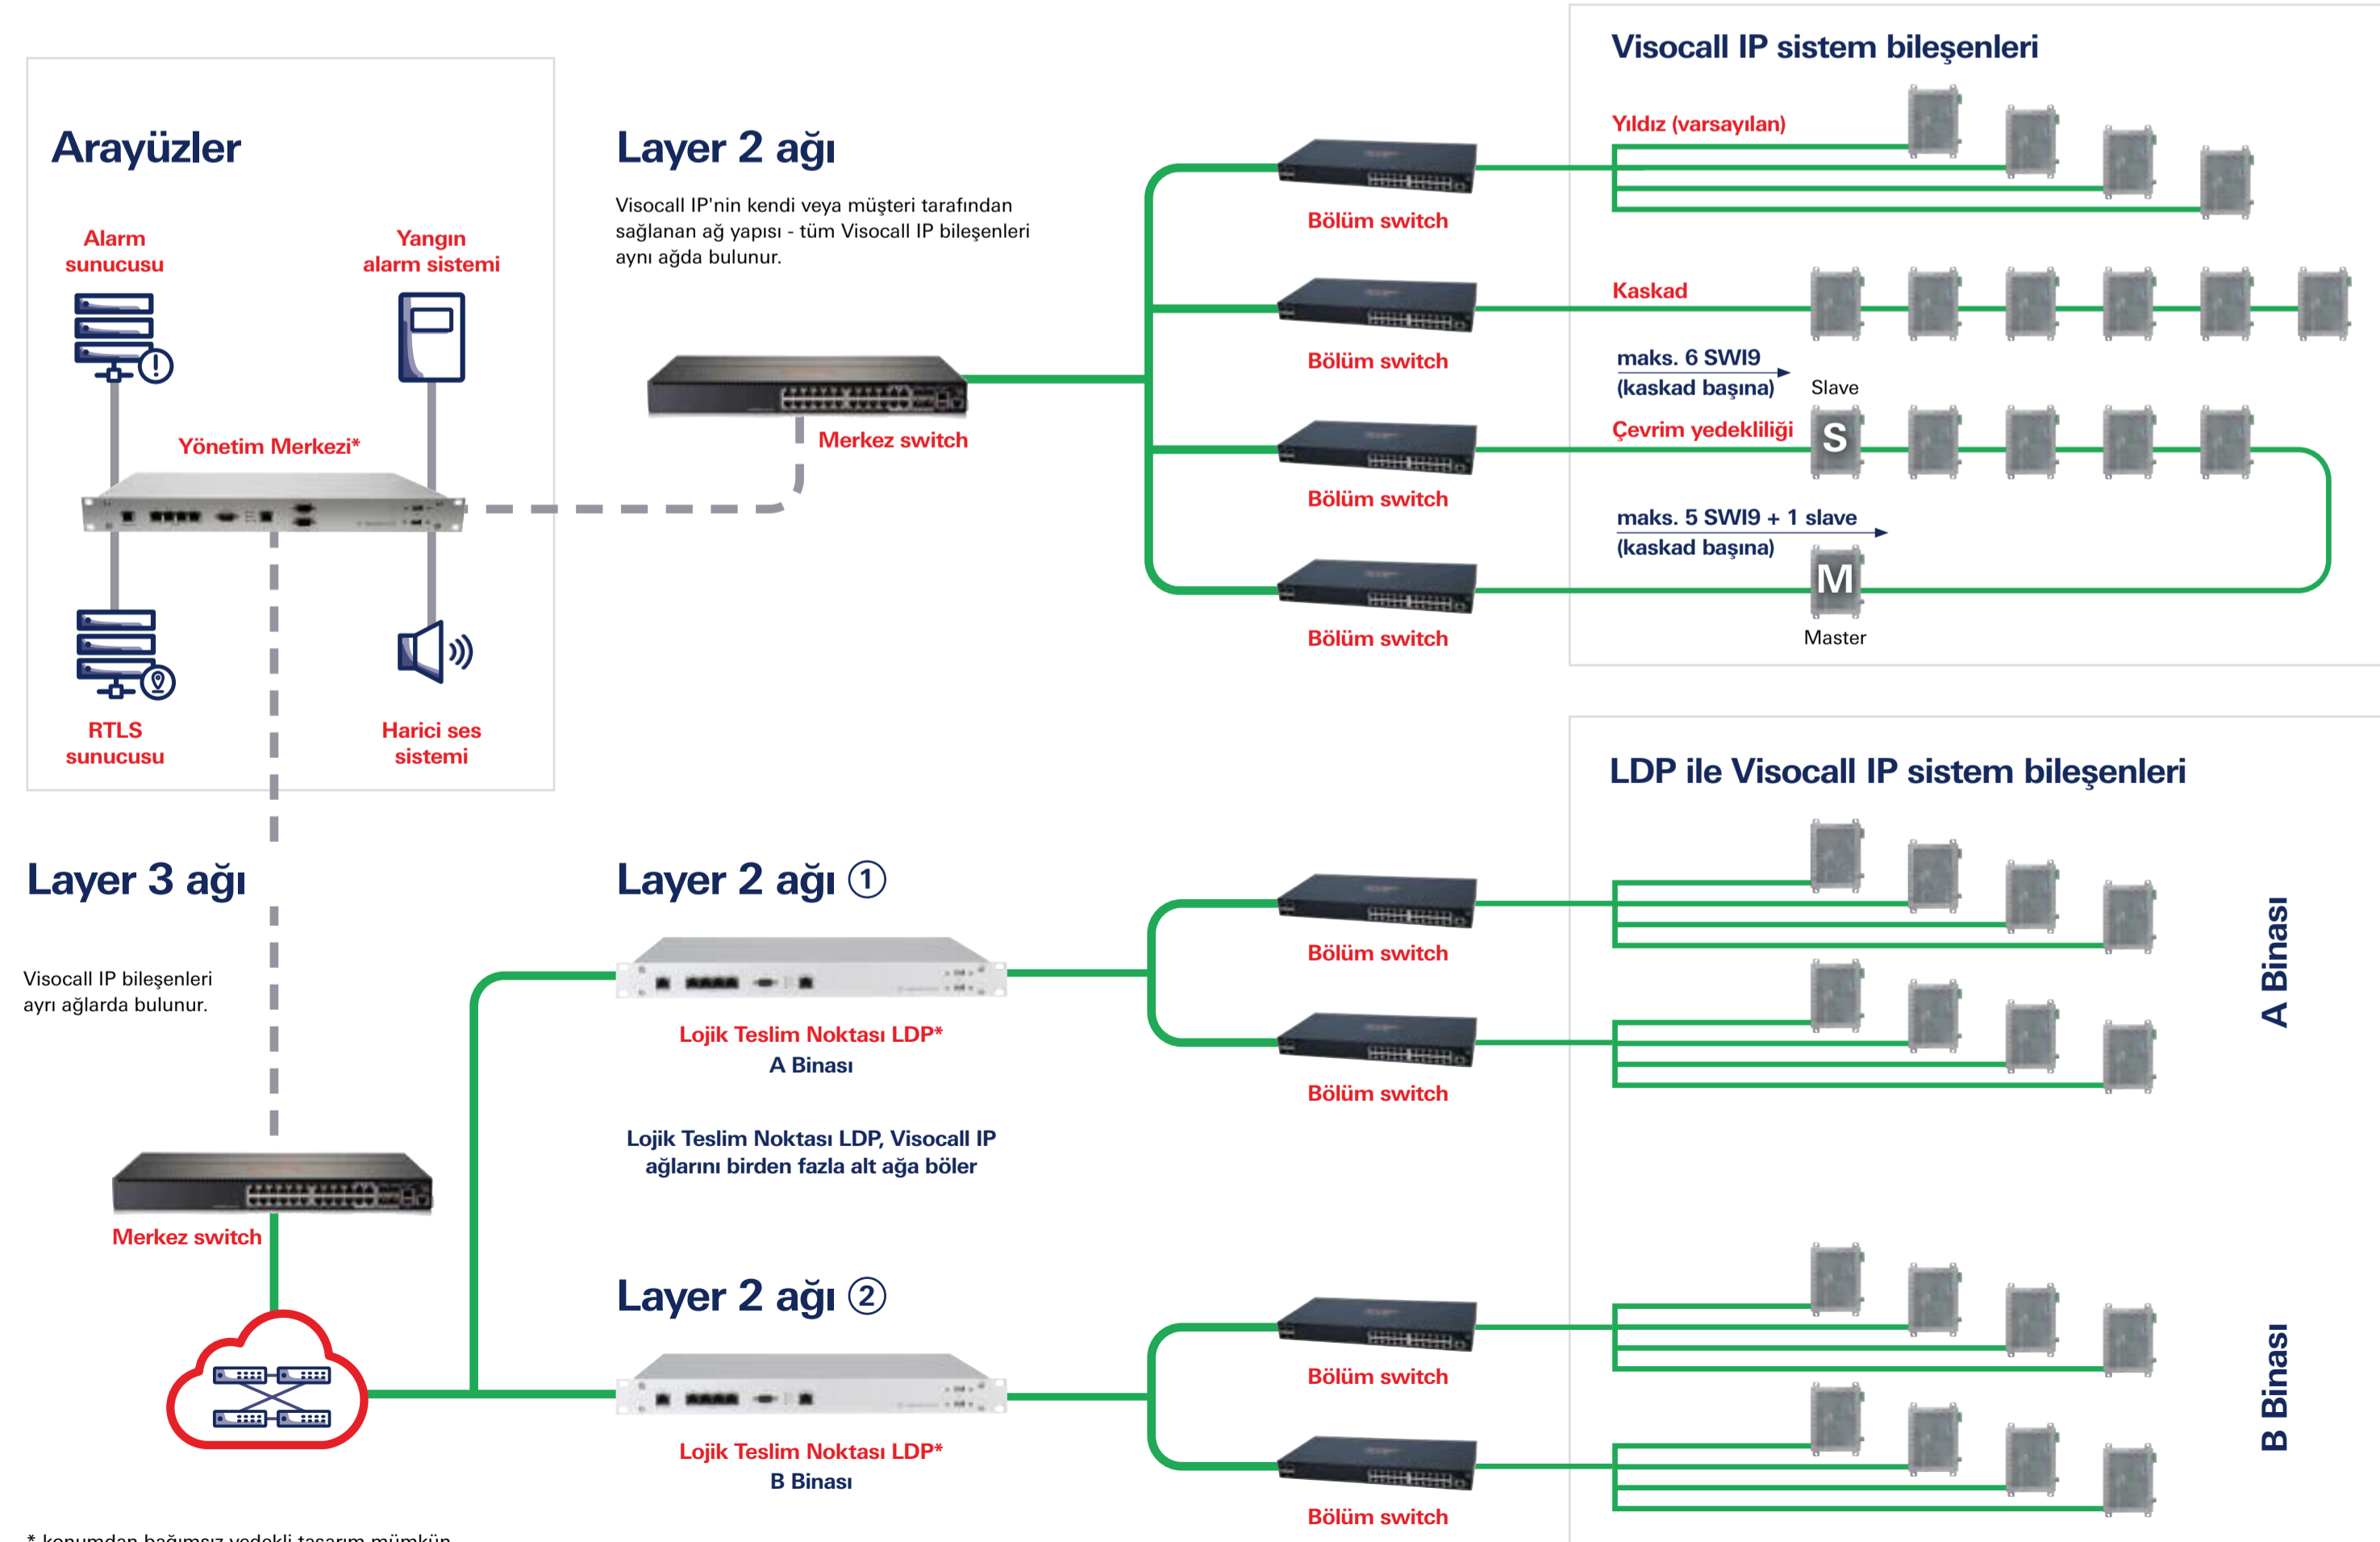 Arayüzler
Alarm
sunucusu
Yangın
alarm sistemi
Yönetim Merkezi*
RTLS
sunucusu
Harici ses
sistemi
Layer 2 ağı
Visocall IP'nin kendi veya müşteri tarafından
sağlanan ağ yapısı - tüm Visocall IP bileşenleri
aynı ağda bulunur.
Merkez switch
Bölüm switch
Bölüm switch
Bölüm switch
Bölüm switch
Visocall IP sistem bileşenleri
Yıldız (varsayılan)
Kaskad
maks. 6 SWI9
(kaskad başına)
Slave
Çevrim yedekliliği
S
maks. 5 SWI9 + 1 slave
(kaskad başına)
M
Master
Layer 3 ağı
Visocall IP bileşenleri
ayrı ağlarda bulunur.
Merkez switch
Layer 2 ağı ①
Lojik Teslim Noktası LDP*
A Binası
Lojik Teslim Noktası LDP, Visocall IP
ağlarını birden fazla alt ağa böler
Layer 2 ağı ②
Lojik Teslim Noktası LDP*
B Binası
Bölüm switch
Bölüm switch
Bölüm switch
Bölüm switch
LDP ile Visocall IP sistem bileşenleri
A Binası
B Binası
* konumdan bağımsız yedekli tasarım mümkün